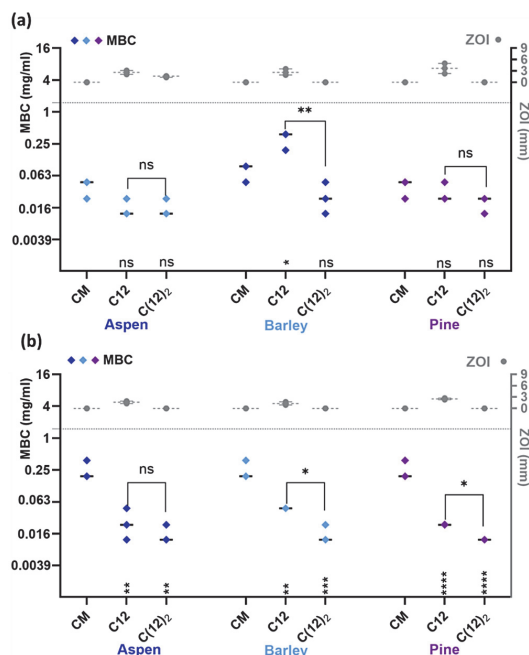 (a)
MBC
ZOI
MBC (mg/ml)
16
4
1
0.25
0.063
0.016
0.0039
9
6
3
0
ZOI (mm)
ns
**
ns
ns
ns
*
ns
ns
ns
CM
C12
C(12)₂
CM
C12
C(12)₂
CM
C12
C(12)₂
Aspen
Barley
Pine
(b)
MBC
ZOI
MBC (mg/ml)
16
4
1
0.25
0.063
0.016
0.0039
9
6
3
0
ZOI (mm)
ns
*
*
**
**
**
***
****
****
CM
C12
C(12)₂
CM
C12
C(12)₂
CM
C12
C(12)₂
Aspen
Barley
Pine